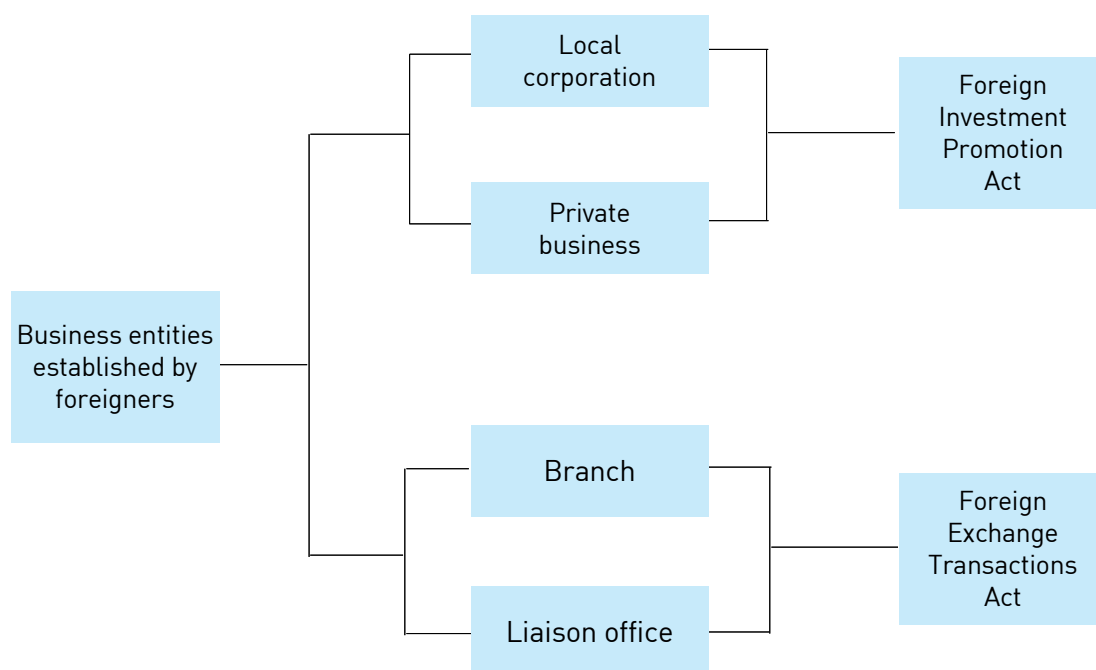 Local
corporation
Foreign
Investment
Promotion
Act
Private
business
Business entities
established by
foreigners
Branch
Foreign
Exchange
Transactions
Act
Liaison office